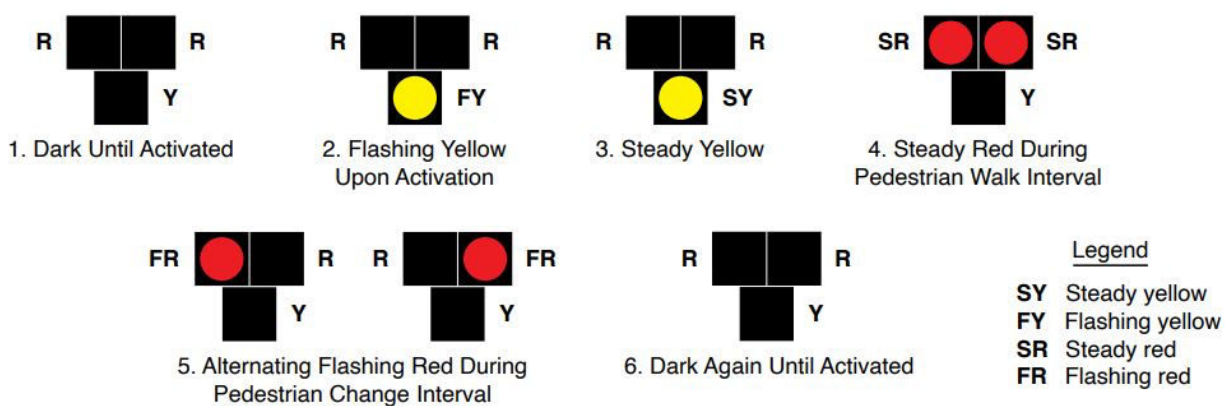 R R R R R R SR SR
Y FY SY Y
1. Dark Until Activated 2. Flashing Yellow 3. Steady Yellow 4. Steady Red During
Upon Activation Pedestrian Walk Interval
FR R R FR R R
Y Y Y
5. Alternating Flashing Red During 6. Dark Again Until Activated
Pedestrian Change Interval
Legend
SY Steady yellow
FY Flashing yellow
SR Steady red
FR Flashing red